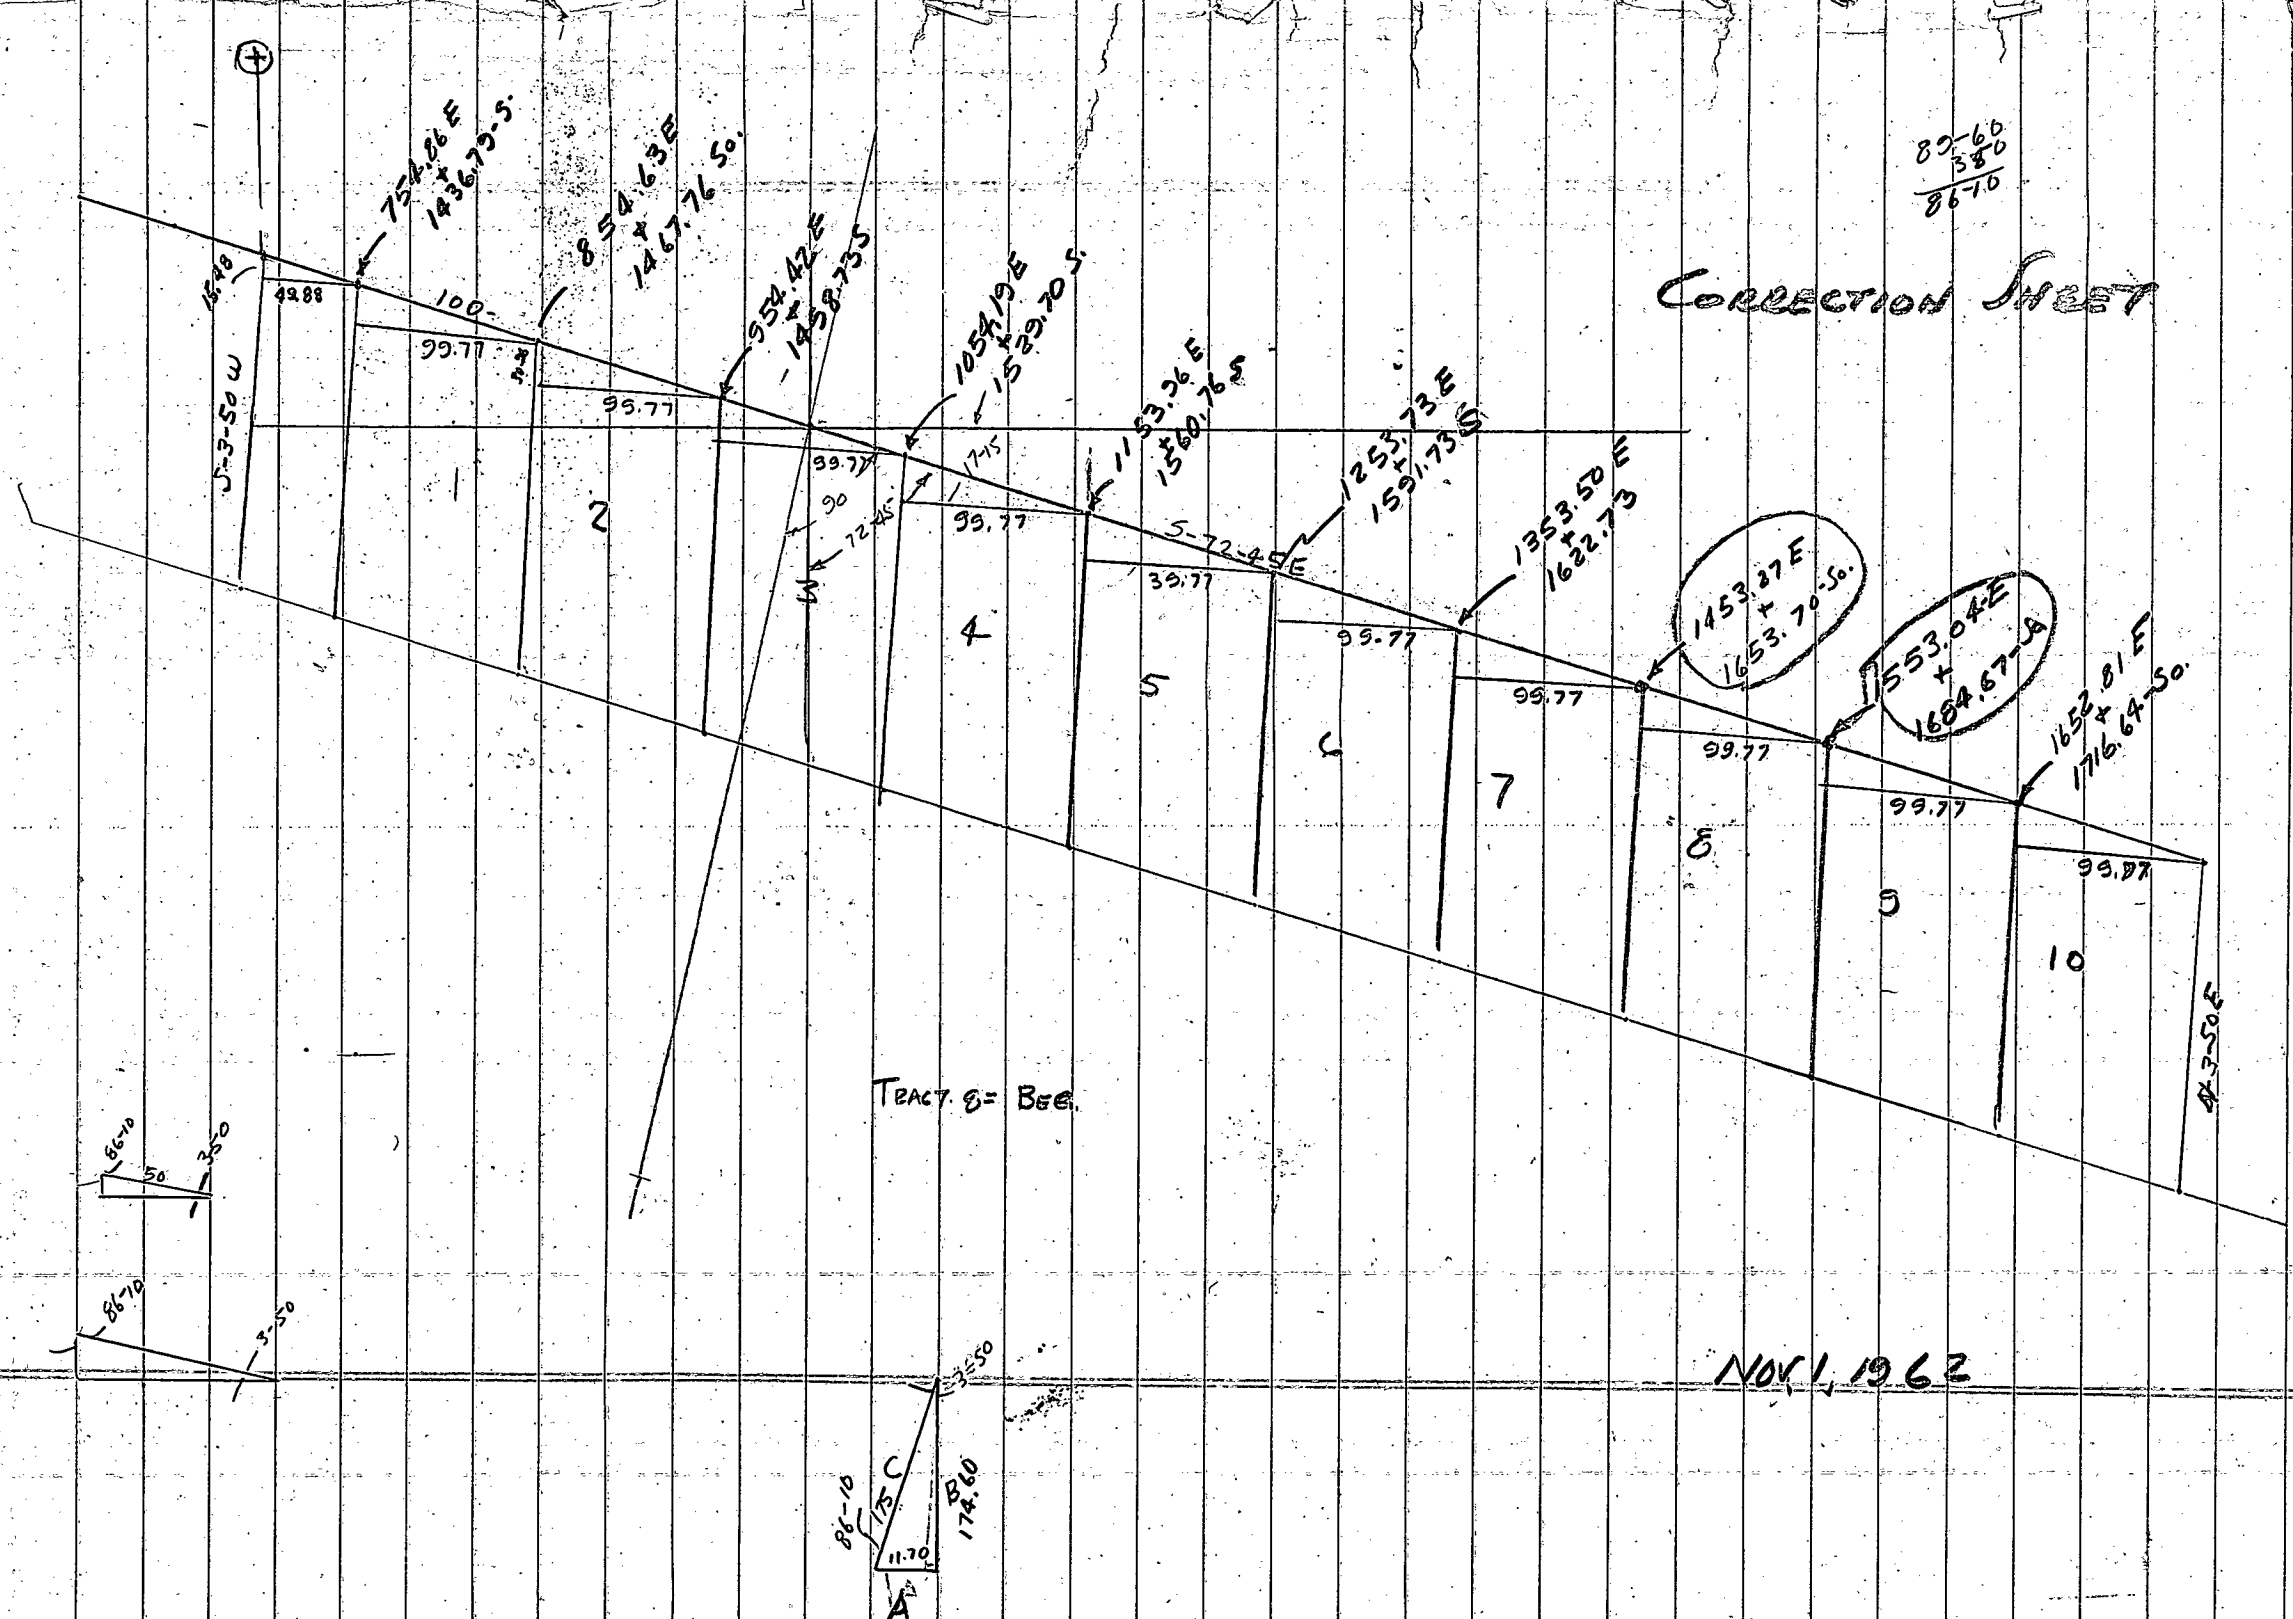 89-60
350
86-10
CORRECTION SHEET
754.86 E
+
1436.79-S.
854.63 E
+
1467.76 So.
954.42 E
+
1498.73 S
1054.19 E
+
1529.70 S.
1153.96 E
+
1560.76 S
1253.73 E
+
1591.73 S
1353.50 E
+
1622.73
1453.27 E
+
1653.70-So.
1553.04-E
+
1684.67-So
1652.81 E
+
1716.64-So.
15.48
49.88
100-
99.77
30.98
99.77
99.77
17-15
99.77
S-72-45 E
39.77
99.77
99.77
99.77
99.77
99.77
S-3-50 W
90
72-45
W
1
2
4
5
6
7
8
9
10
N-3-50 E
TRACT 8= BEE.
86-10
50
350
86-10
3-50
3-50
C
175
86-10
B
174.60
11.70
A
NOV, 1, 1962